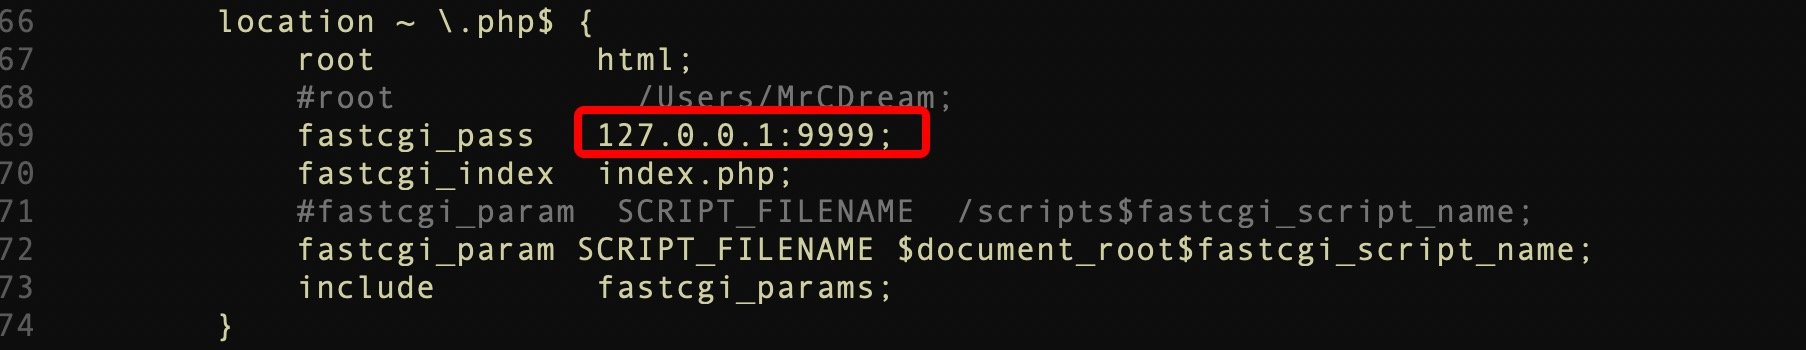 66 location ~ \.php$ {
67 root html;
68 #root /Users/MrCDream;
69 fastcgi_pass 127.0.0.1:9999;
70 fastcgi_index index.php;
71 #fastcgi_param SCRIPT_FILENAME /scripts$fastcgi_script_name;
72 fastcgi_param SCRIPT_FILENAME $document_root$fastcgi_script_name;
73 include fastcgi_params;
74 }